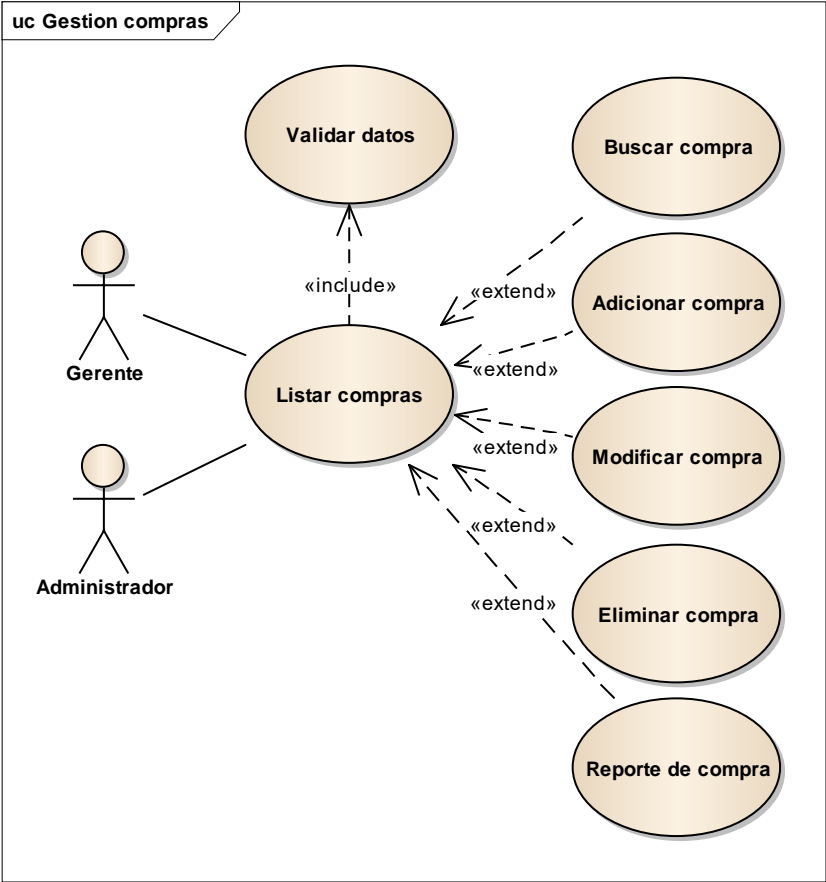 uc Gestion compras
Validar datos
Buscar compra
«include»
«extend»
Adicionar compra
Gerente
«extend»
Listar compras
«extend»
Modificar compra
«extend»
Administrador
«extend»
Eliminar compra
Reporte de compra